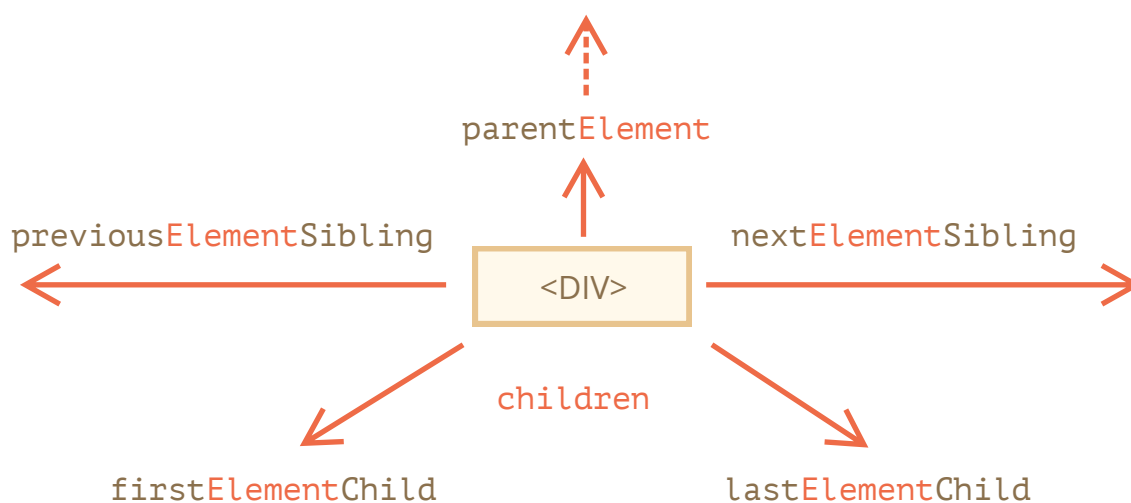 parentElement
previousElementSibling
nextElementSibling
<DIV>
children
firstElementChild
lastElementChild